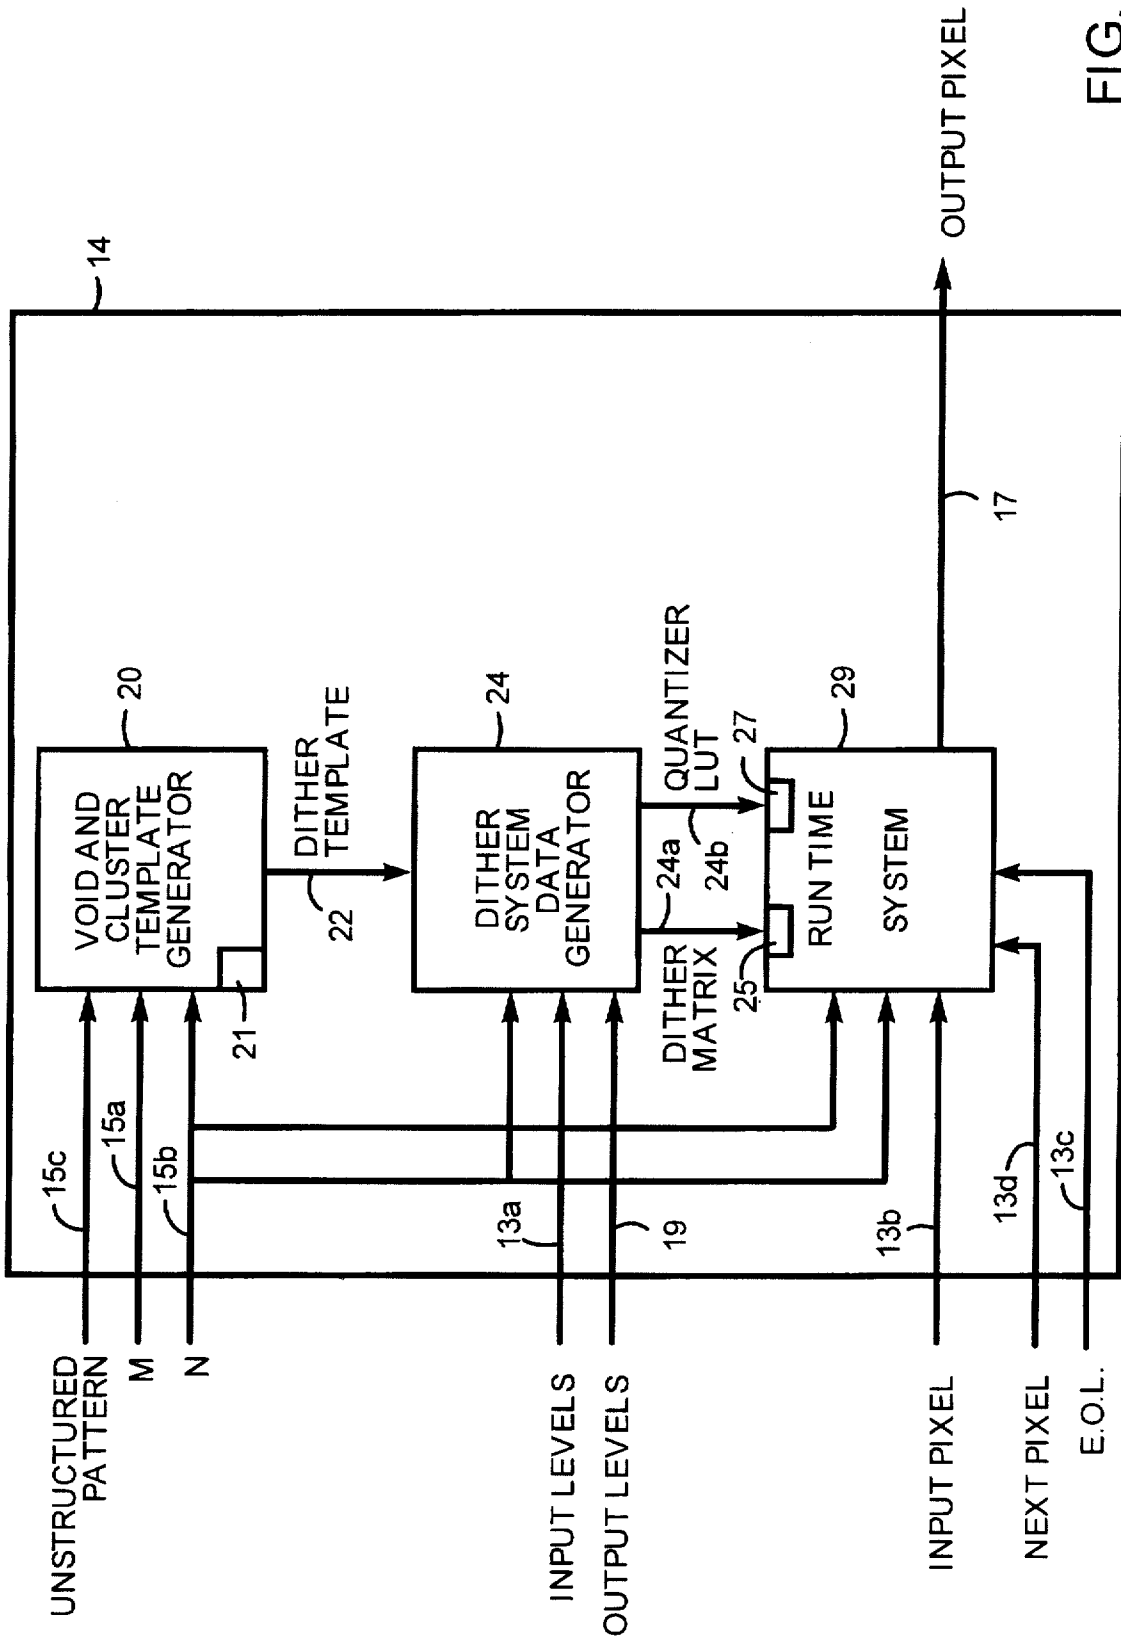 14
UNSTRUCTURED
PATTERN
15c
M
15a
N
15b
VOID AND
CLUSTER
TEMPLATE
GENERATOR
20
21
22
DITHER
TEMPLATE
INPUT LEVELS
13a
OUTPUT LEVELS
19
DITHER
SYSTEM
DATA
GENERATOR
24
DITHER
MATRIX
24a
24b
QUANTIZER
LUT
25
27
RUN TIME
SYSTEM
29
INPUT PIXEL
13b
NEXT PIXEL
13d
E.O.L.
13c
17
OUTPUT PIXEL
FIG.